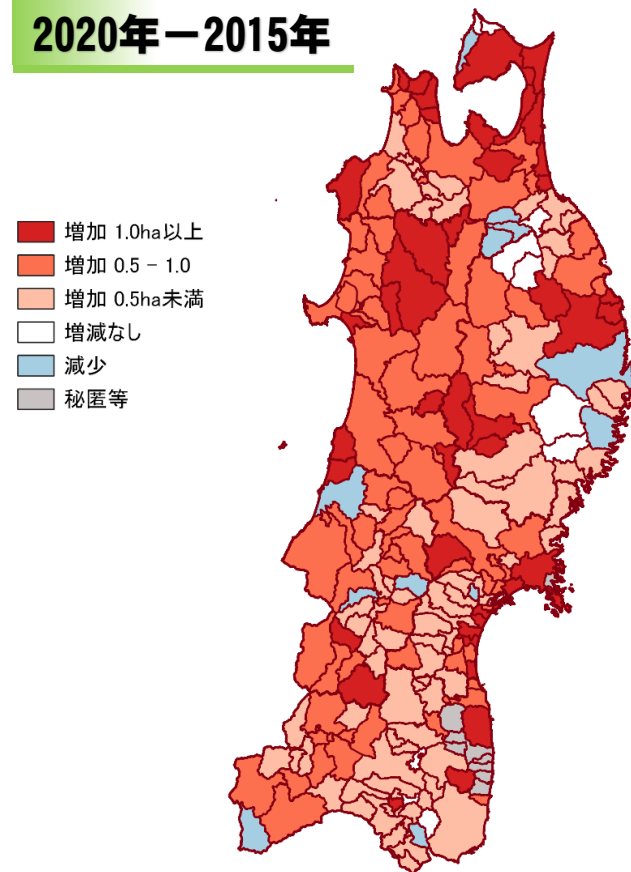 2020年－2015年
増加 1.0ha以上
増加 0.5 － 1.0
増加 0.5ha未満
増減なし
減少
秘匿等